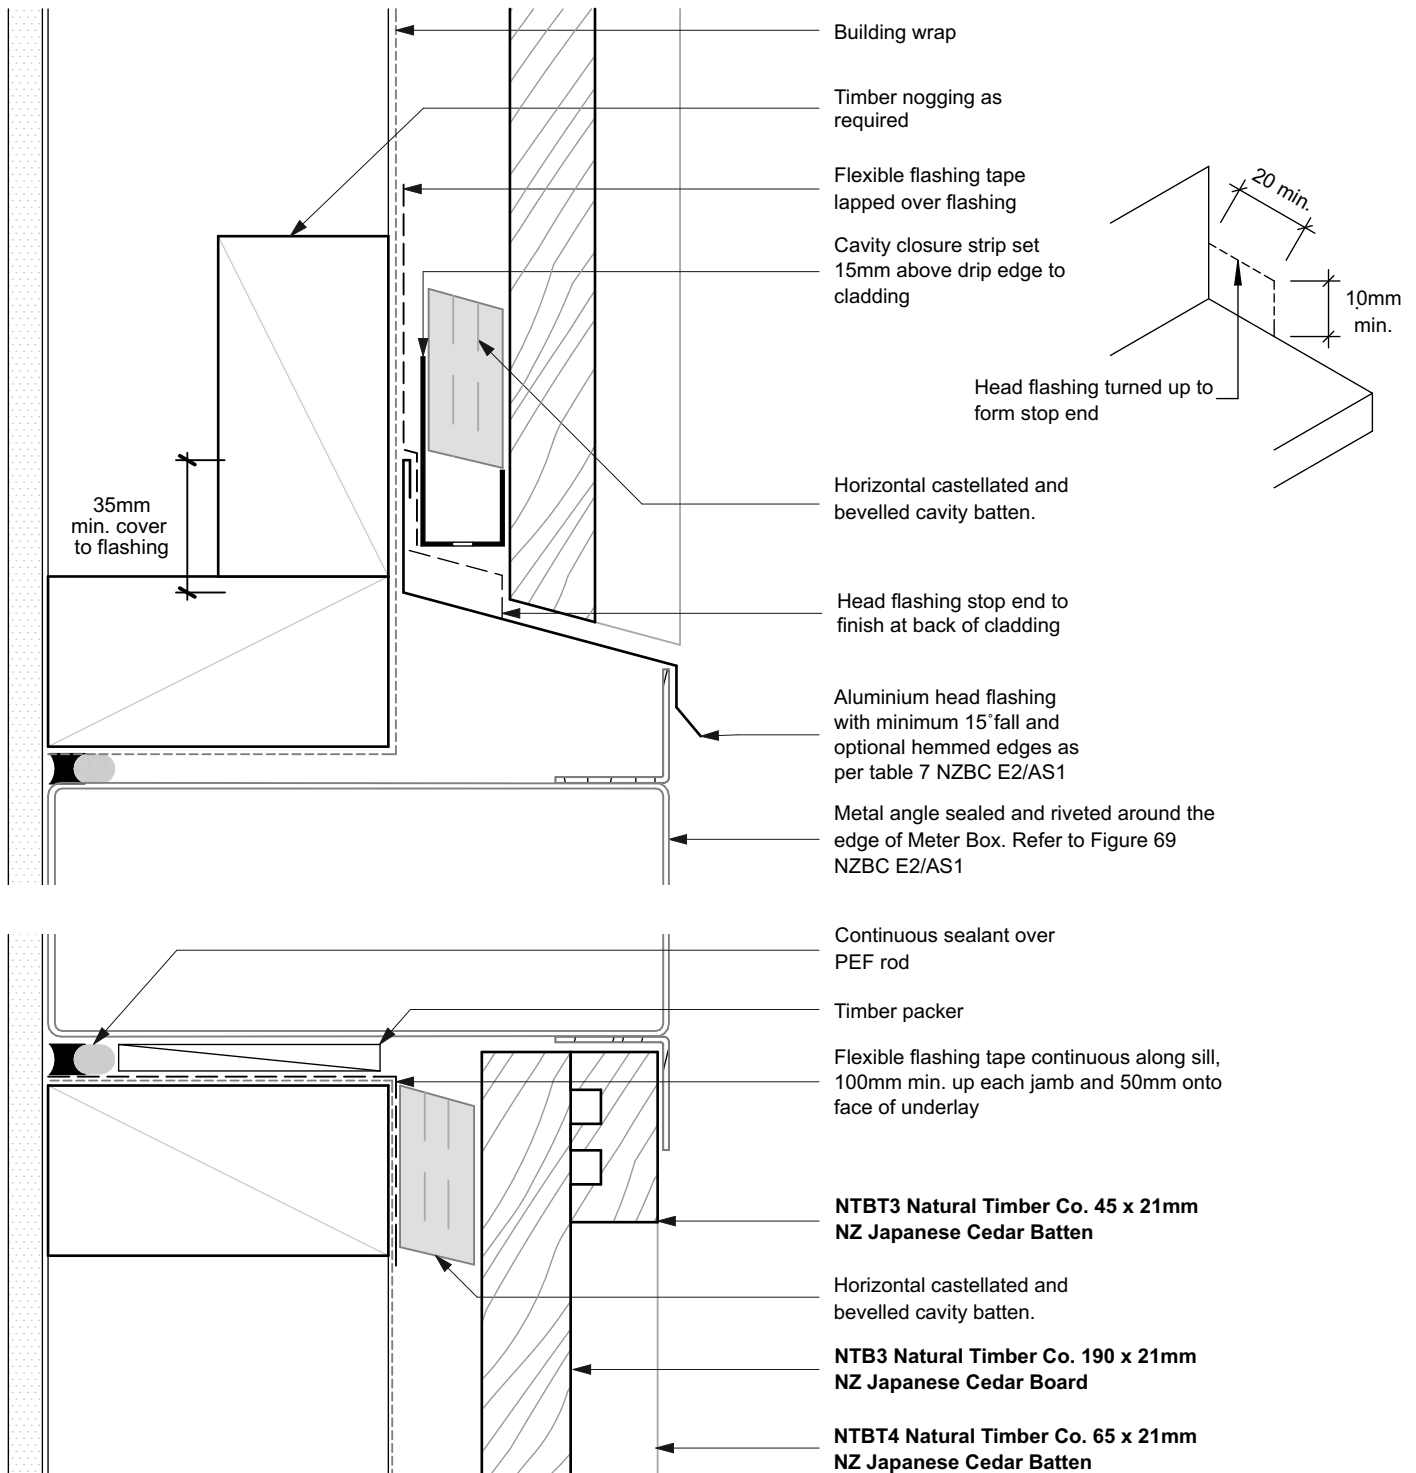 Building wrap
Timber nogging as
required
Flexible flashing tape
lapped over flashing
Cavity closure strip set
15mm above drip edge to
cladding
20 min.
10mm
min.
Head flashing turned up to
form stop end
35mm
min. cover
to flashing
Horizontal castellated and
bevelled cavity batten.
Head flashing stop end to
finish at back of cladding
Aluminium head flashing
with minimum 15˚fall and
optional hemmed edges as
per table 7 NZBC E2/AS1
Metal angle sealed and riveted around the
edge of Meter Box. Refer to Figure 69
NZBC E2/AS1
Continuous sealant over
PEF rod
Timber packer
Flexible flashing tape continuous along sill,
100mm min. up each jamb and 50mm onto
face of underlay
NTBT3 Natural Timber Co. 45 x 21mm
NZ Japanese Cedar Batten
Horizontal castellated and
bevelled cavity batten.
NTB3 Natural Timber Co. 190 x 21mm
NZ Japanese Cedar Board
NTBT4 Natural Timber Co. 65 x 21mm
NZ Japanese Cedar Batten